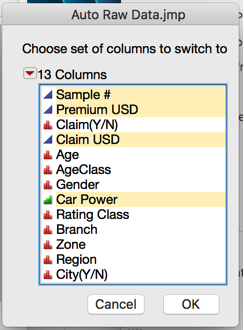 Auto Raw Data.jmp
Choose set of columns to switch to
13 Columns
Sample #
Premium USD
Claim(Y/N)
Claim USD
Age
AgeClass
Gender
Car Power
Rating Class
Branch
Zone
Region
City(Y/N)
Cancel
OK